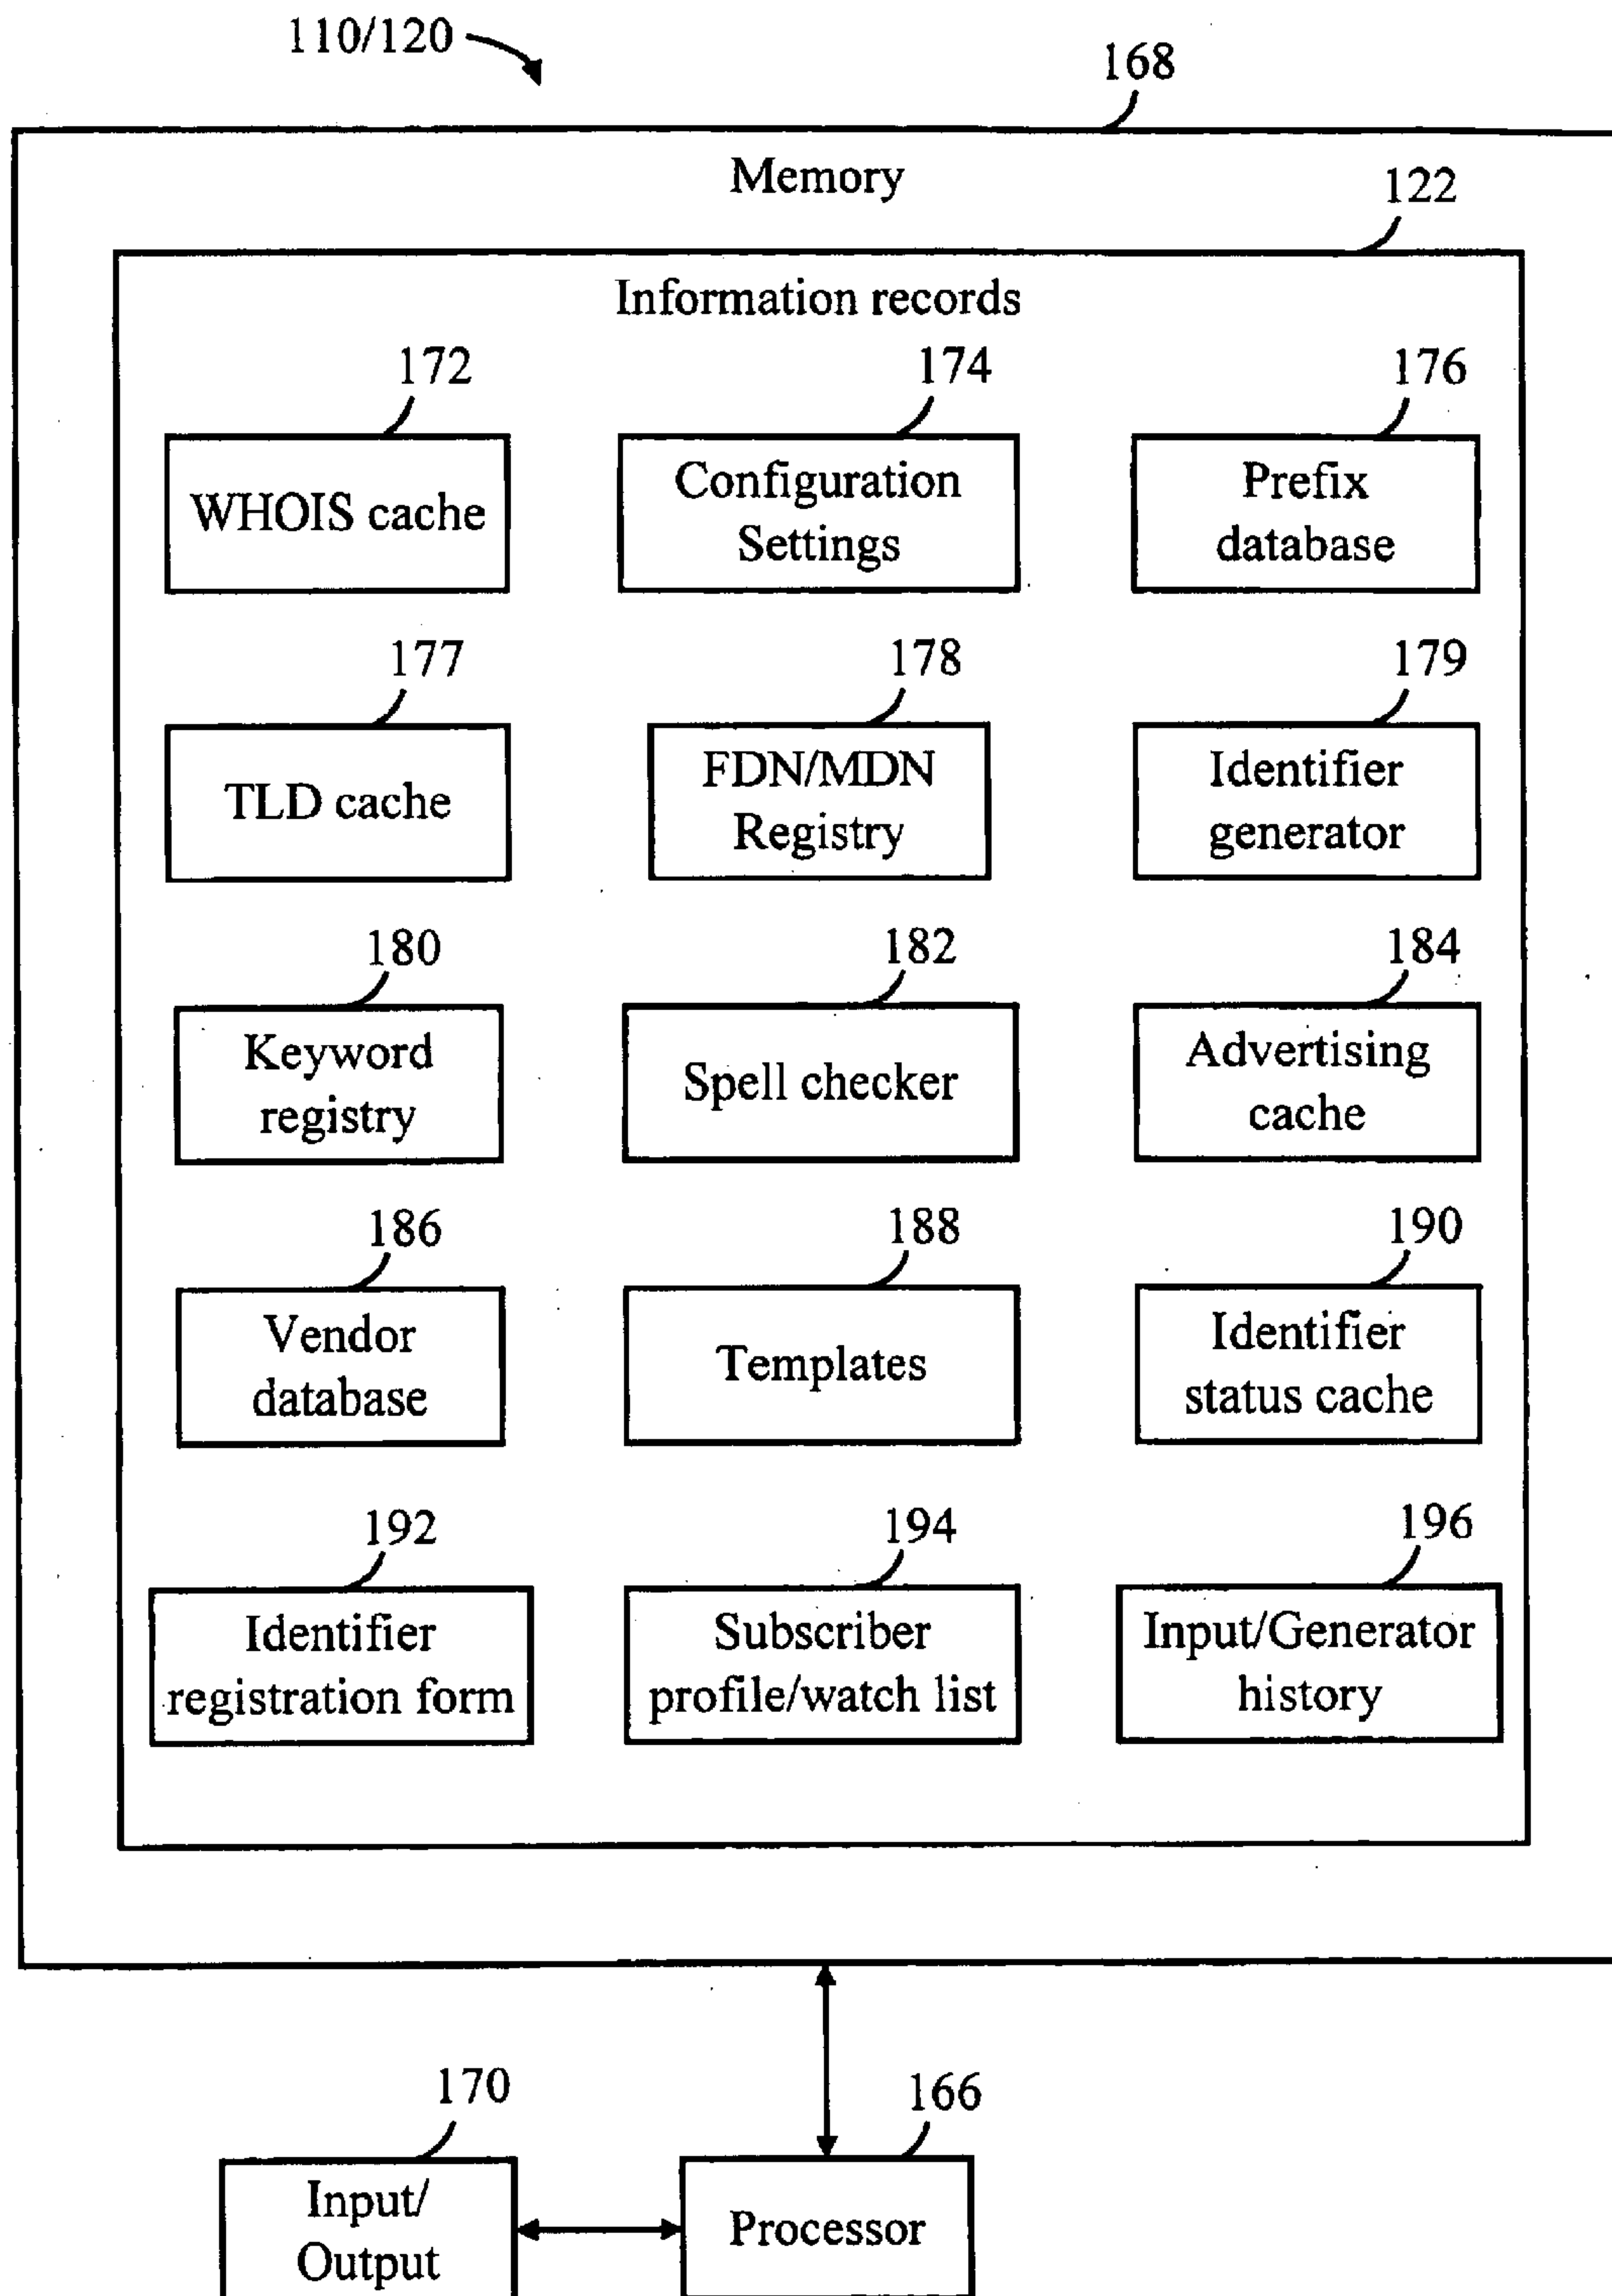 110/120
168
Memory
122
Information records
172
174
176
WHOIS cache
Configuration
Settings
Prefix
database
177
178
179
TLD cache
FDN/MDN
Registry
Identifier
generator
180
182
184
Keyword
registry
Spell checker
Advertising
cache
186
188
190
Vendor
database
Templates
Identifier
status cache
192
194
196
Identifier
registration form
Subscriber
profile/watch list
Input/Generator
history
170
166
Input/
Output
Processor